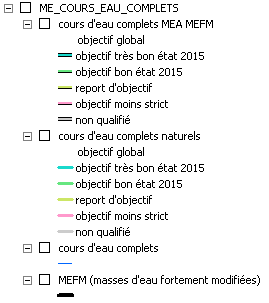 ME_COURS_EAU_COMPLETS
cours d'eau complets MEA MEFM
objectif global
objectif très bon état 2015
objectif bon état 2015
report d'objectif
objectif moins strict
non qualifié
cours d'eau complets naturels
objectif global
objectif très bon état 2015
objectif bon état 2015
report d'objectif
objectif moins strict
non qualifié
cours d'eau complets
MEFM (masses d'eau fortement modifiées)